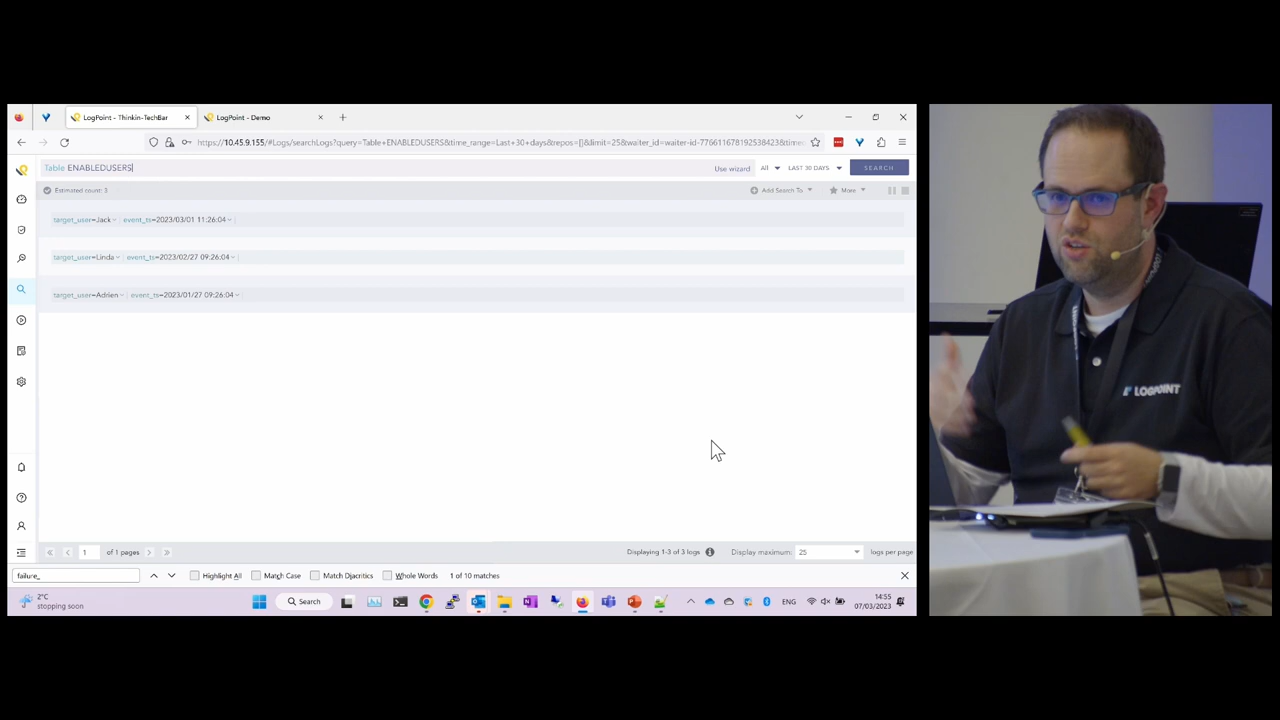 LogPoint - Thinkin-TechBar
LogPoint - Demo
https://10.45.9.155/#Logs/searchLogs?query=Table+ENABLEDUSERS&time_range=Last+30+days&limit=25&repos=[]&waiter_id=waiter-id-776611678192538423&time
Table ENABLEDUSERS
Use wizard
All
LAST 30 DAYS
SEARCH
Estimated count: 3
Add Search To
More
target_user=Jack | event_ts=2023/03/01 11:26:04 |
target_user=Linda | event_ts=2023/02/27 09:26:04 |
target_user=Adrien | event_ts=2023/01/27 09:26:04 |
1 of 1 pages
Displaying 1-3 of 3 logs
Display maximum: 25 logs per page
failure_
Highlight All
Match Case
Match Diacritics
Whole Words
1 of 10 matches
2°C
stopping soon
Search
ENG
14:55
07/03/2023
LOGPOINT